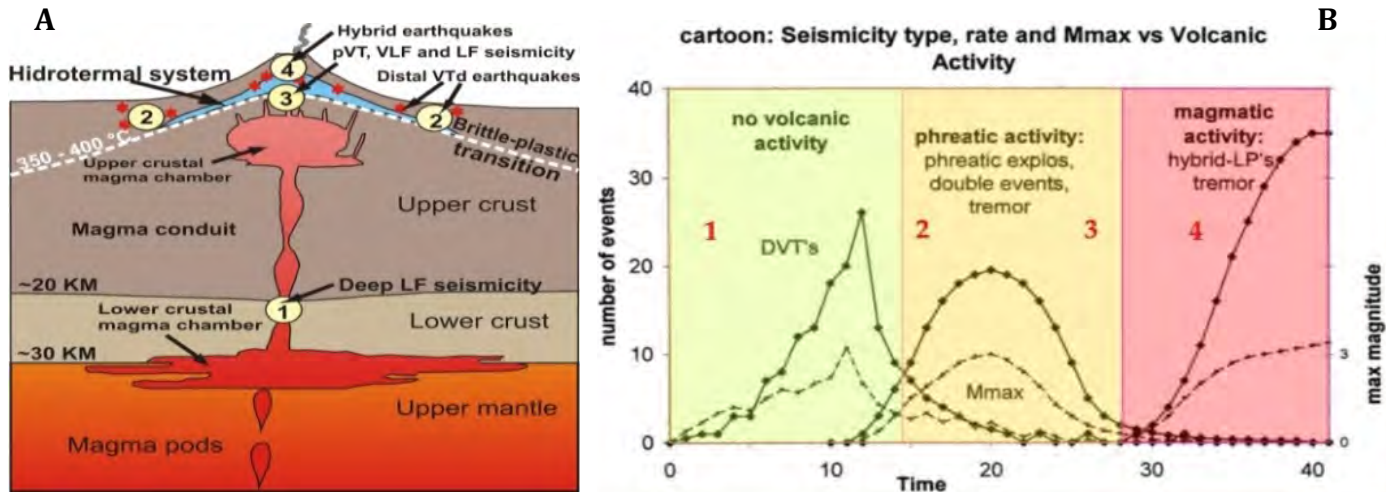 A
Hybrid earthquakes
pVT, VLF and LF seismicity
Distal VTd earthquakes
Hidrotermal system
4
3
2
2
350 - 400 °C
Brittle-plastic
transition
Upper crustal
magma chamber
Upper crust
Magma conduit
~20 KM
Deep LF seismicity
1
Lower crustal
magma chamber
Lower crust
~30 KM
Upper mantle
Magma pods
B
cartoon: Seismicity type, rate and Mmax vs Volcanic
Activity
number of events
40
30
20
10
0
no volcanic
activity
phreatic activity:
phreatic explos,
double events,
tremor
magmatic
activity:
hybrid-LP's
tremor
1
2
3
4
DVT's
Mmax
3
0
max magnitude
0
10
20
30
40
Time